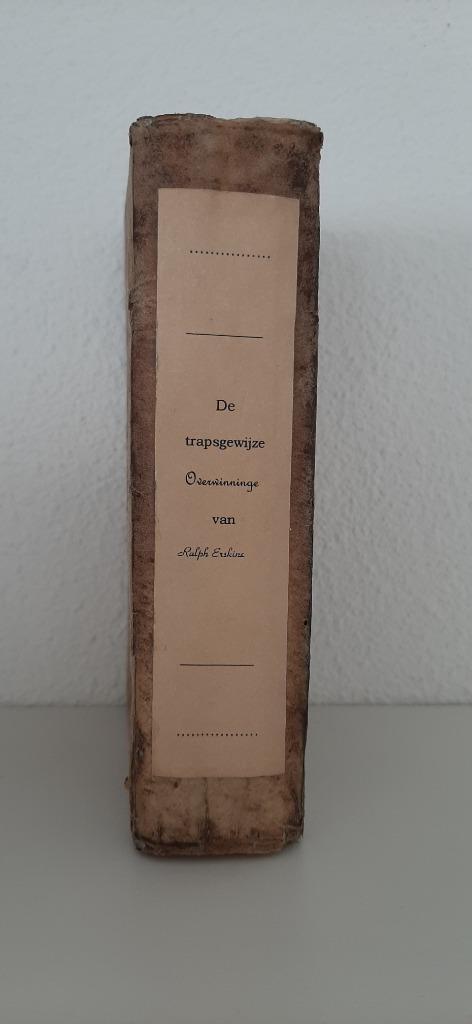 De
trapsgewijze
Overwinninge
van
Ralph Erskine